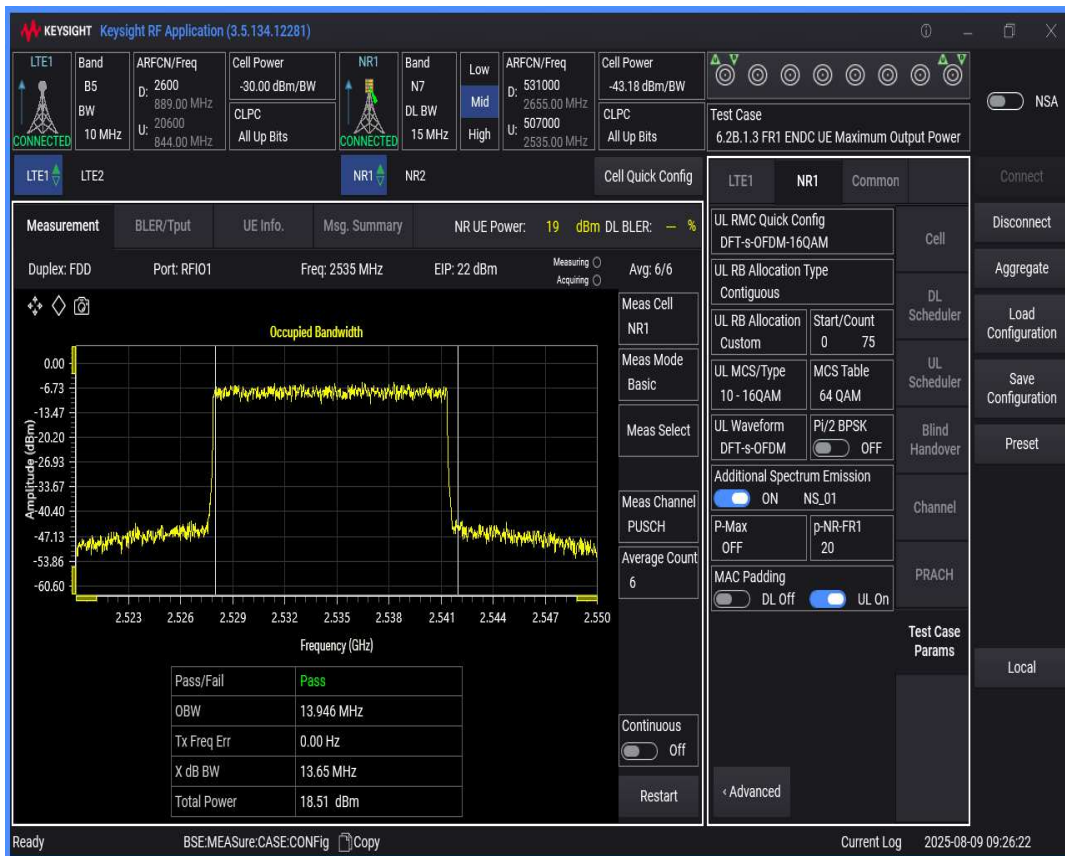 KEYSIGHT Keysight RF Application (3.5.134.12281)
LTE1
CONNECTED
Band
B5
BW
10 MHz
ARFCN/Freq
D: 2600
889.00 MHz
U: 20600
844.00 MHz
Cell Power
-30.00 dBm/BW
CLPC
All Up Bits
NR1
CONNECTED
Band
N7
DL BW
15 MHz
Low
Mid
High
ARFCN/Freq
D: 531000
2655.00 MHz
U: 507000
2535.00 MHz
Cell Power
-43.18 dBm/BW
CLPC
All Up Bits
Test Case
6.2B.1.3 FR1 ENDC UE Maximum Output Power
NSA
LTE1 LTE2 NR1 NR2 Cell Quick Config
Measurement BLER/Tput UE Info. Msg. Summary NR UE Power: 19 dBm DL BLER: -- %
Duplex: FDD Port: RFIO1 Freq: 2535 MHz EIP: 22 dBm Measuring Acquiring Avg: 6/6
Occupied Bandwidth
Amplitude (dBm)
0.00
-6.73
-13.47
-20.20
-26.93
-33.67
-40.40
-47.13
-53.86
-60.60
2.523 2.526 2.529 2.532 2.535 2.538 2.541 2.544 2.547 2.550
Frequency (GHz)
Pass/Fail Pass
OBW 13.946 MHz
Tx Freq Err 0.00 Hz
X dB BW 13.65 MHz
Total Power 18.51 dBm
Meas Cell
NR1
Meas Mode
Basic
Meas Select
Meas Channel
PUSCH
Average Count
6
Continuous
Off
Restart
LTE1 NR1 Common
UL RMC Quick Config
DFT-s-OFDM-16QAM
UL RB Allocation Type
Contiguous
UL RB Allocation
Custom
Start/Count
0 75
UL MCS/Type
10 - 16QAM
MCS Table
64 QAM
UL Waveform
DFT-s-OFDM
Pi/2 BPSK
OFF
Additional Spectrum Emission
ON NS_01
P-Max
OFF
p-NR-FR1
20
MAC Padding
DL Off UL On
‹ Advanced
Cell
DL
Scheduler
UL
Scheduler
Blind
Handover
Channel
PRACH
Test Case
Params
Connect
Disconnect
Aggregate
Load
Configuration
Save
Configuration
Preset
Local
Ready BSE:MEASure:CASE:CONFig Copy Current Log 2025-08-09 09:26:22